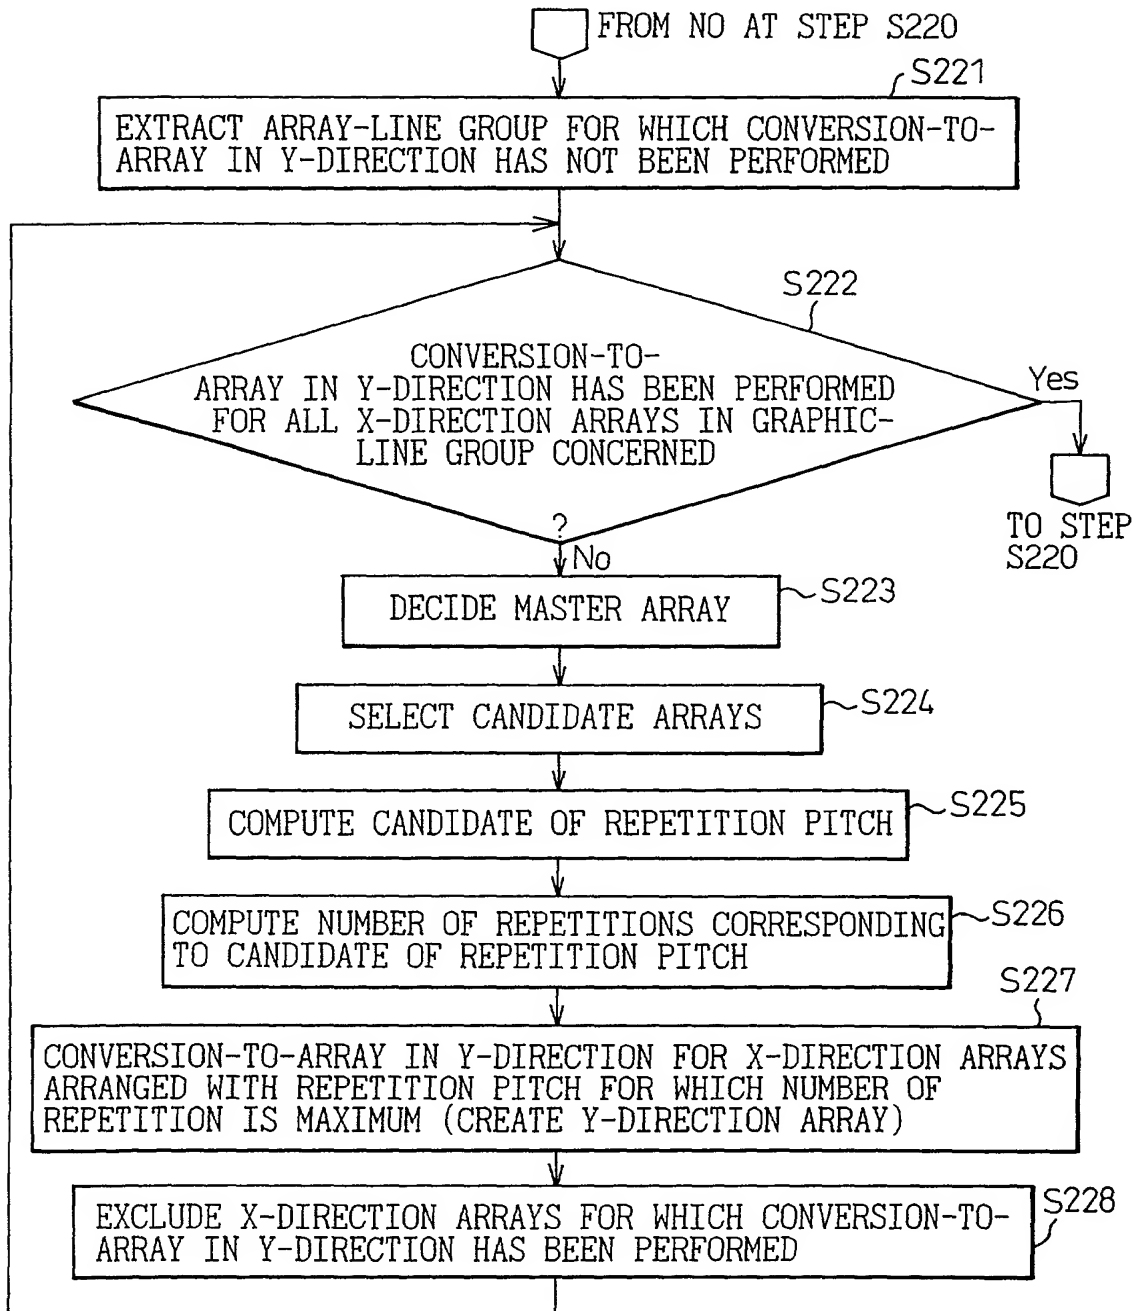 FROM NO AT STEP S220
S221
EXTRACT ARRAY-LINE GROUP FOR WHICH CONVERSION-TO-
ARRAY IN Y-DIRECTION HAS NOT BEEN PERFORMED
S222
CONVERSION-TO-
ARRAY IN Y-DIRECTION HAS BEEN PERFORMED
FOR ALL X-DIRECTION ARRAYS IN GRAPHIC-
LINE GROUP CONCERNED
?
Yes
TO STEP
S220
No
DECIDE MASTER ARRAY
S223
SELECT CANDIDATE ARRAYS
S224
COMPUTE CANDIDATE OF REPETITION PITCH
S225
COMPUTE NUMBER OF REPETITIONS CORRESPONDING
TO CANDIDATE OF REPETITION PITCH
S226
S227
CONVERSION-TO-ARRAY IN Y-DIRECTION FOR X-DIRECTION ARRAYS
ARRANGED WITH REPETITION PITCH FOR WHICH NUMBER OF
REPETITION IS MAXIMUM (CREATE Y-DIRECTION ARRAY)
S228
EXCLUDE X-DIRECTION ARRAYS FOR WHICH CONVERSION-TO-
ARRAY IN Y-DIRECTION HAS BEEN PERFORMED